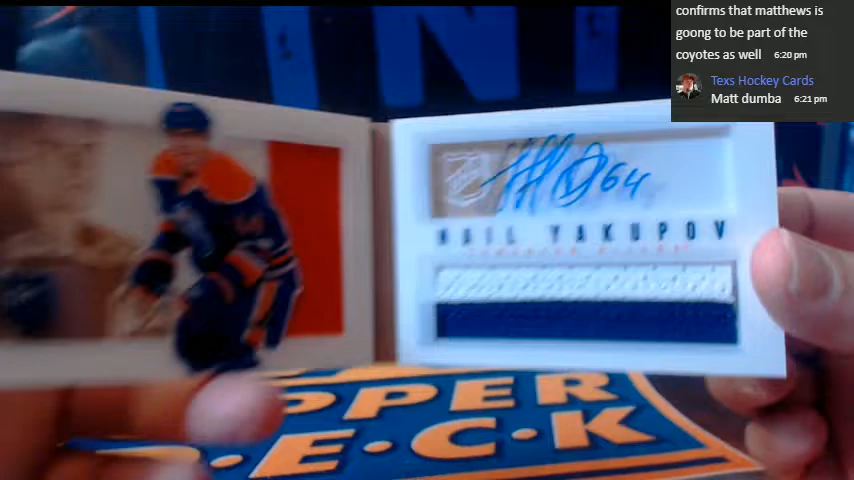 confirms that matthews is
goong to be part of the
coyotes as well 6:20 pm
Texs Hockey Cards
Matt dumba 6:21 pm
64
NAIL YAKUPOV
PPER
D·E·C·K